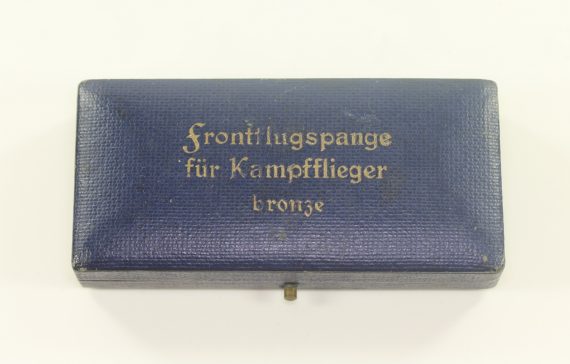 Frontflugspange
für Kampfflieger
bronze